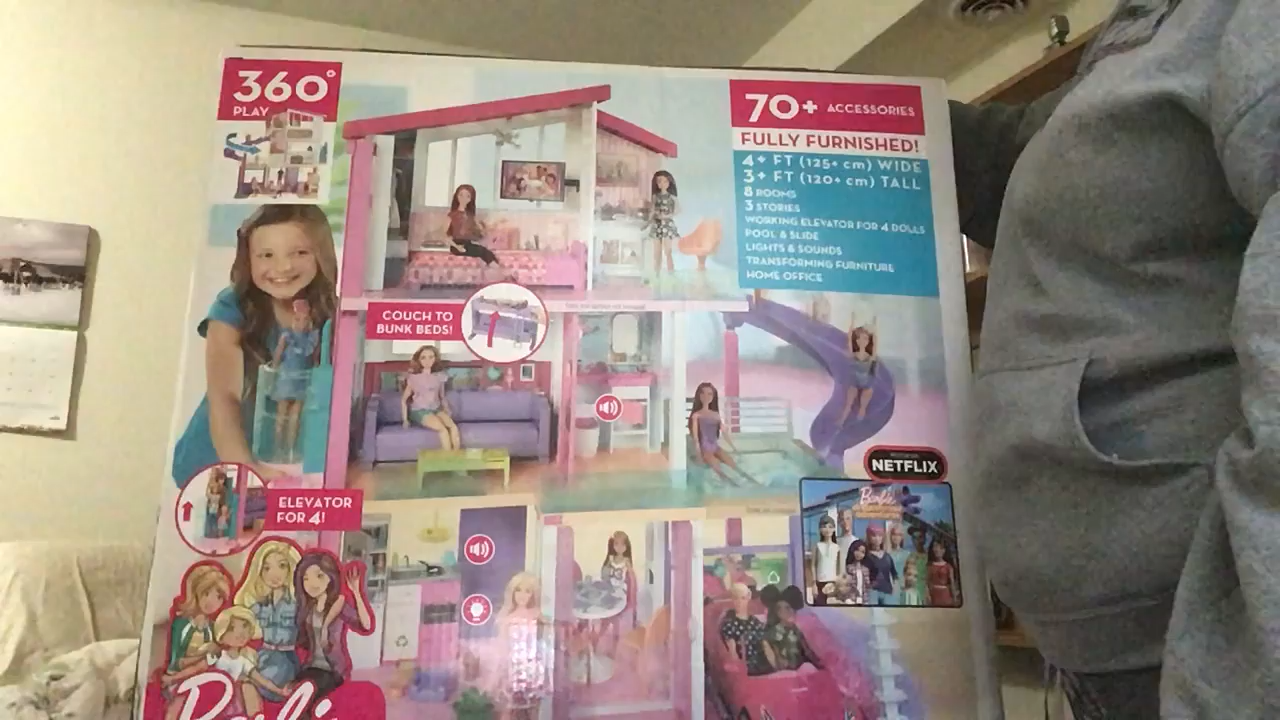 360°
PLAY
70+ ACCESSORIES
FULLY FURNISHED!
4+ FT (125+ cm) WIDE
3+ FT (120+ cm) TALL
8 ROOMS
3 STORIES
WORKING ELEVATOR FOR 4 DOLLS
POOL & SLIDE
LIGHTS & SOUNDS
TRANSFORMING FURNITURE
HOME OFFICE
COUCH TO
BUNK BEDS!
NETFLIX
Barbie
ELEVATOR
FOR 4!
Barbie